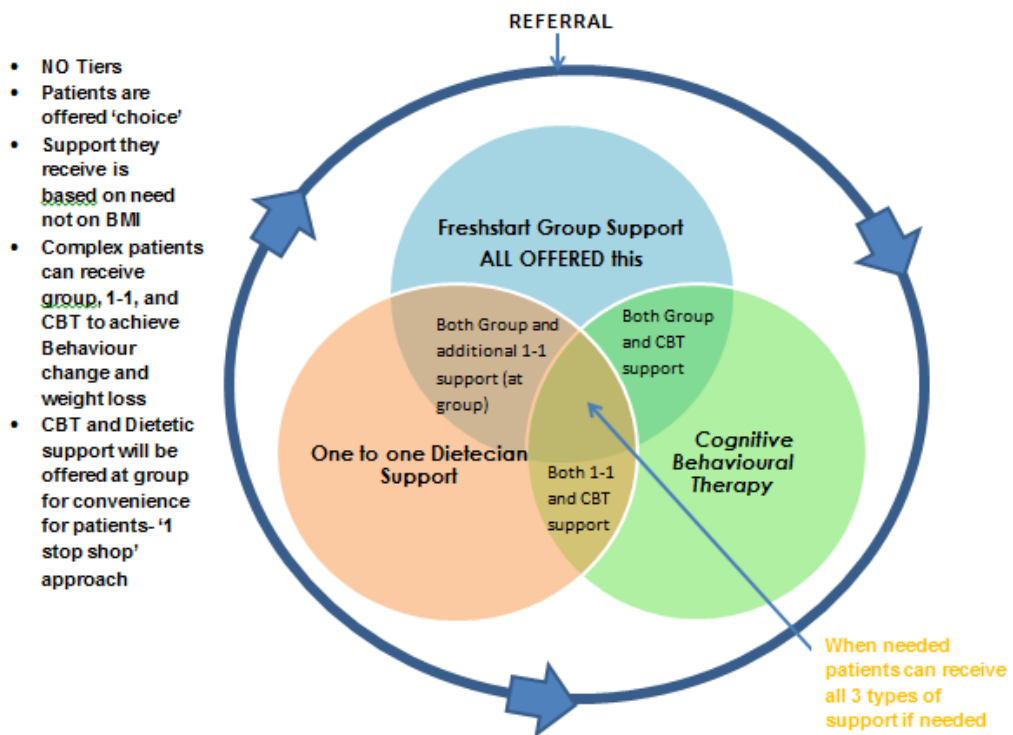 REFERRAL
• NO Tiers
• Patients are
offered ‘choice’
• Support they
receive is
based on need
not on BMI
• Complex patients
can receive
group, 1-1, and
CBT to achieve
Behaviour
change and
weight loss
• CBT and Dietetic
support will be
offered at group
for convenience
for patients- ‘1
stop shop’
approach
Freshstart Group Support
ALL OFFERED this
Both Group and
additional 1-1
support (at
group)
Both Group
and CBT
support
One to one Dietecian
Support
Both 1-1
and CBT
support
Cognitive
Behavioural
Therapy
When needed
patients can receive
all 3 types of
support if needed